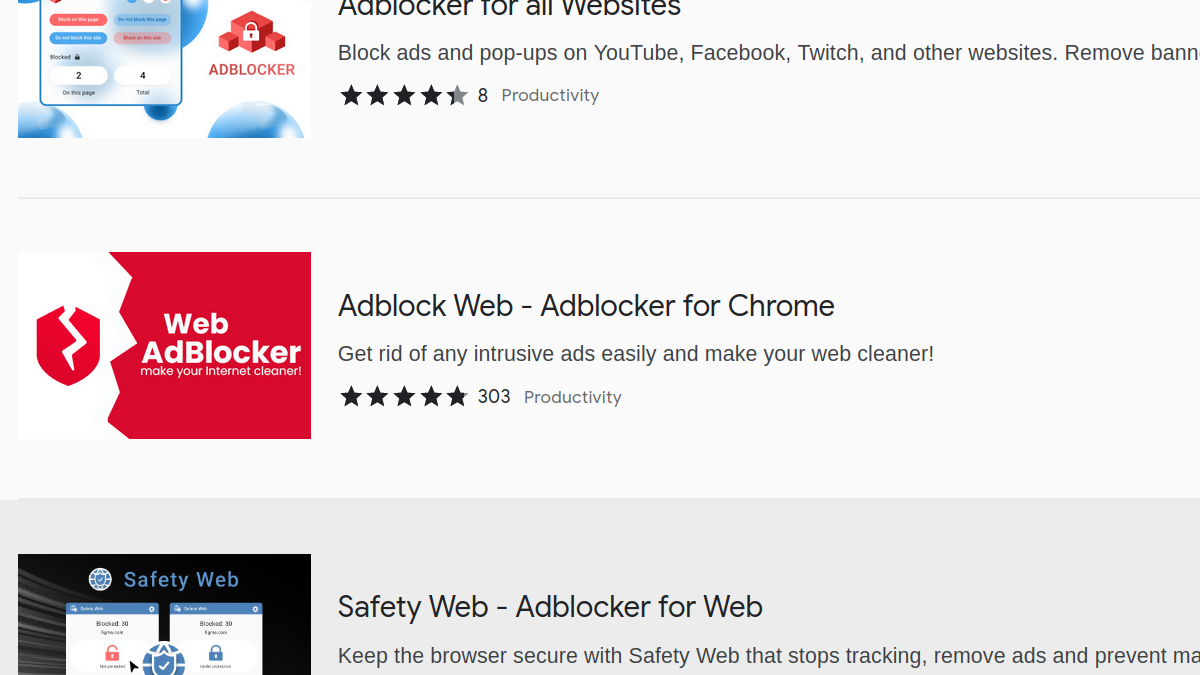 Adblocker for all Websites
Block on this page
Do not block this page
Do not block this site
Block on this site
Blocked
2
4
On this page
Total
ADBLOCKER
Block ads and pop-ups on YouTube, Facebook, Twitch, and other websites. Remove bann
8 Productivity
Web
AdBlocker
make your Internet cleaner!
Adblock Web - Adblocker for Chrome
Get rid of any intrusive ads easily and make your web cleaner!
303 Productivity
Safety Web
Safety Web
Safety Web
Blocked: 30
Blocked: 30
figma.com
figma.com
Not protected
Under protection
Safety Web - Adblocker for Web
Keep the browser secure with Safety Web that stops tracking, remove ads and prevent ma